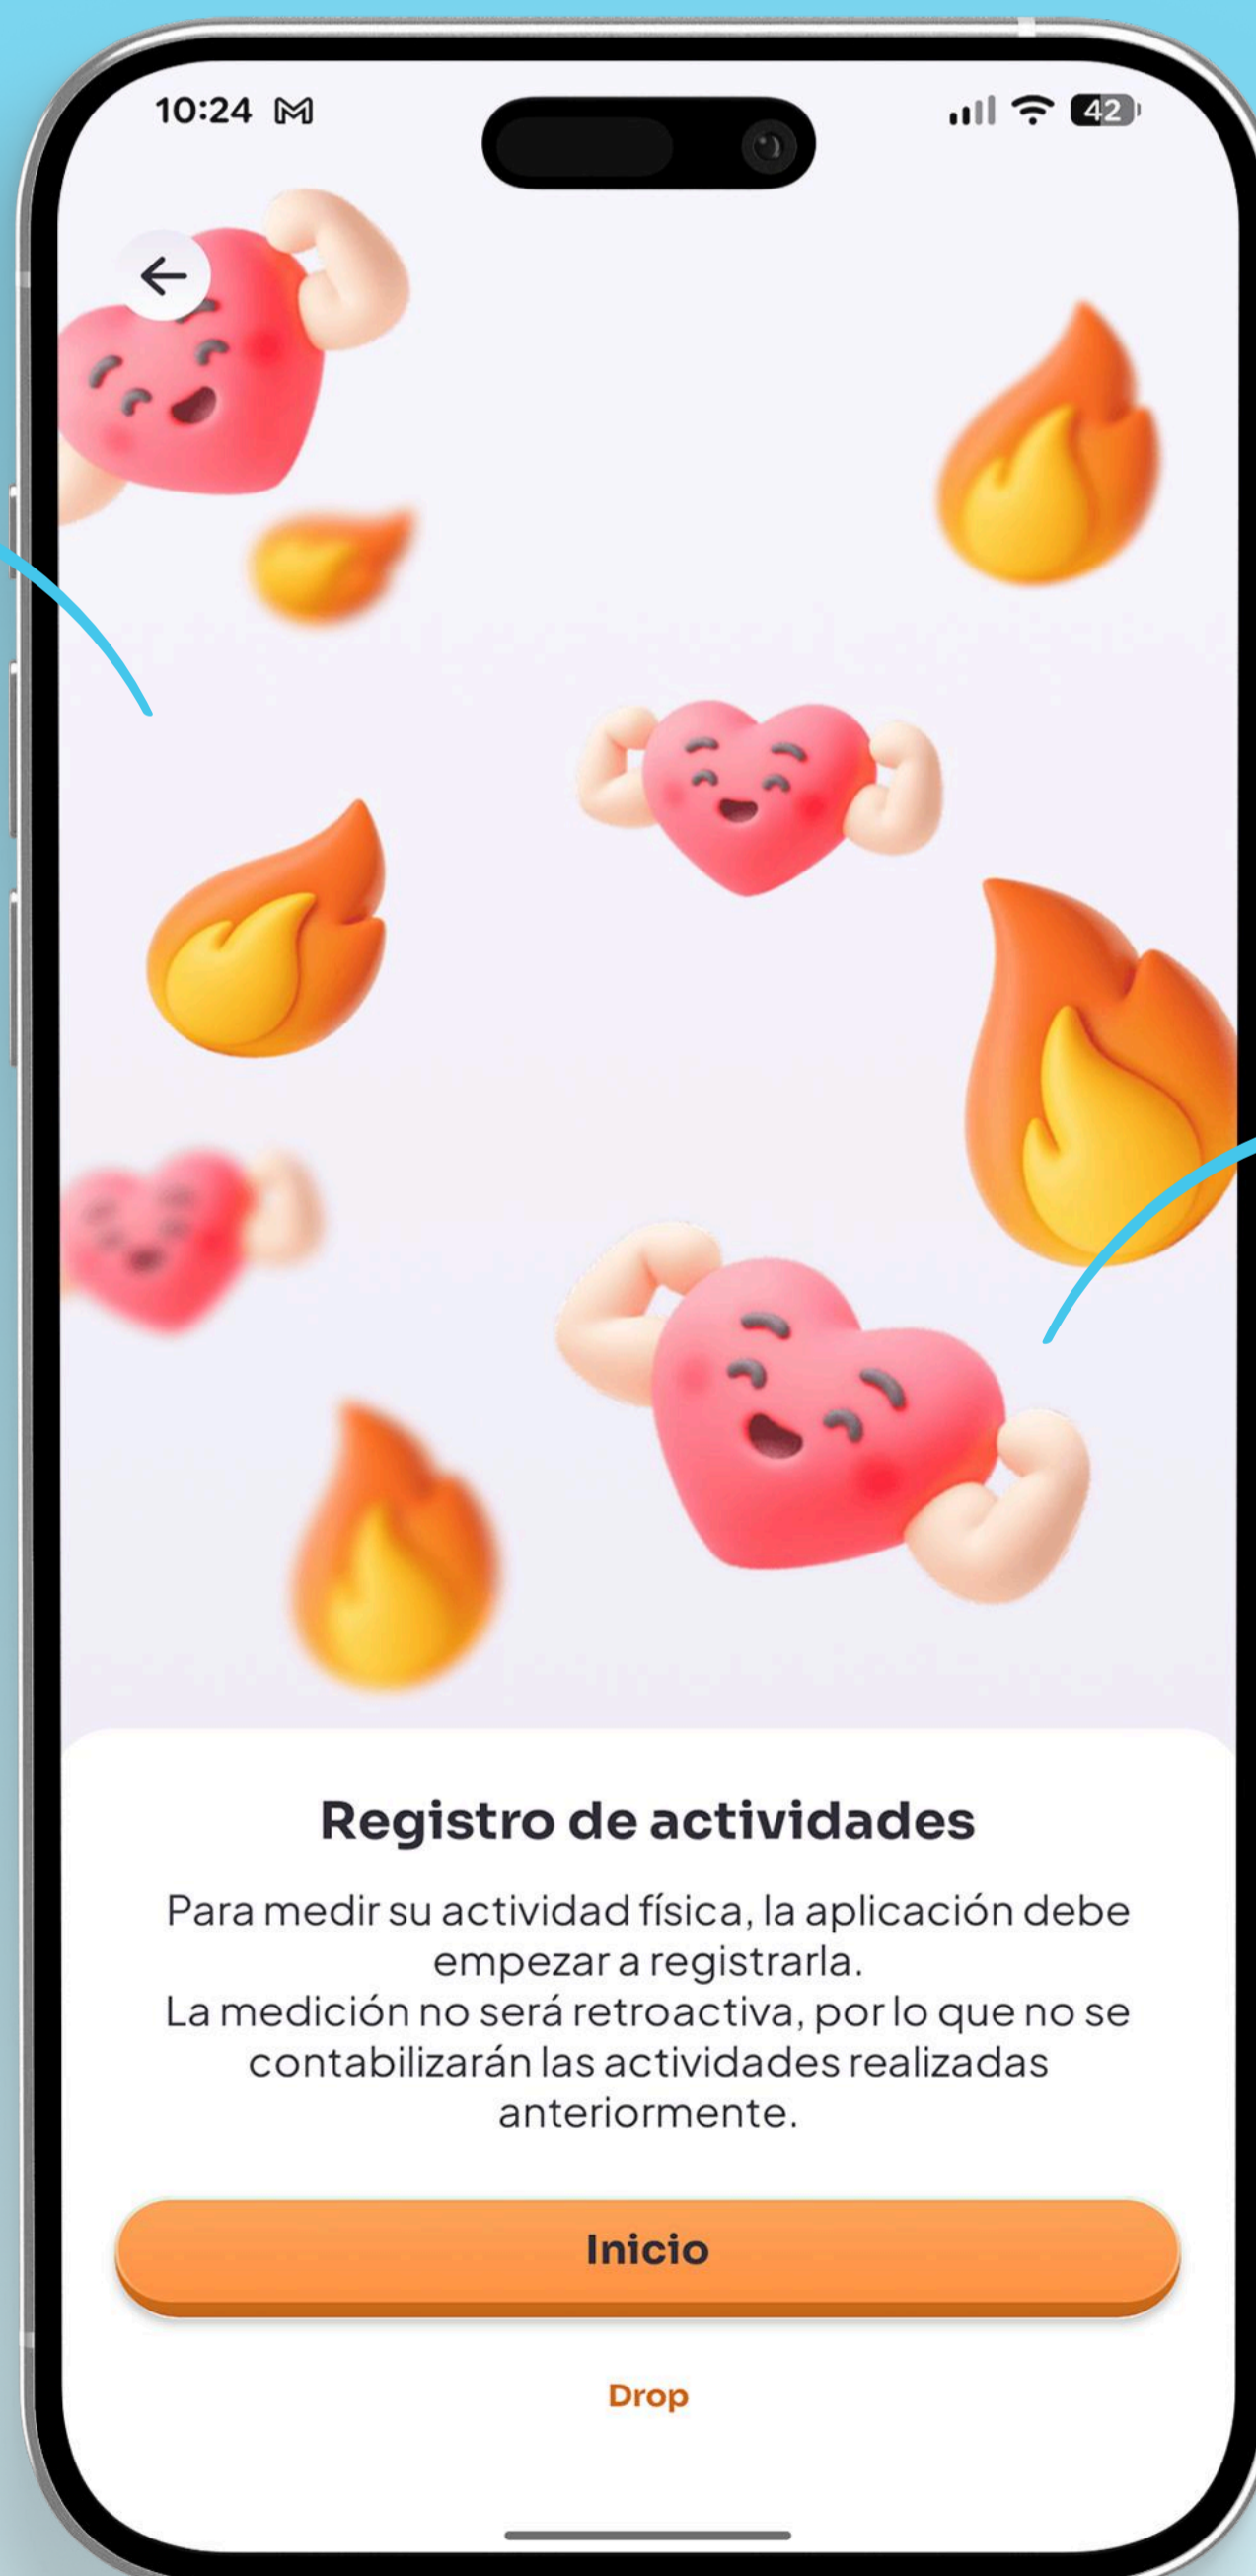 10:24
42
Registro de actividades
Para medir su actividad física, la aplicación debe
empezar a registrarla.
La medición no será retroactiva, por lo que no se
contabilizarán las actividades realizadas
anteriormente.
Inicio
Drop